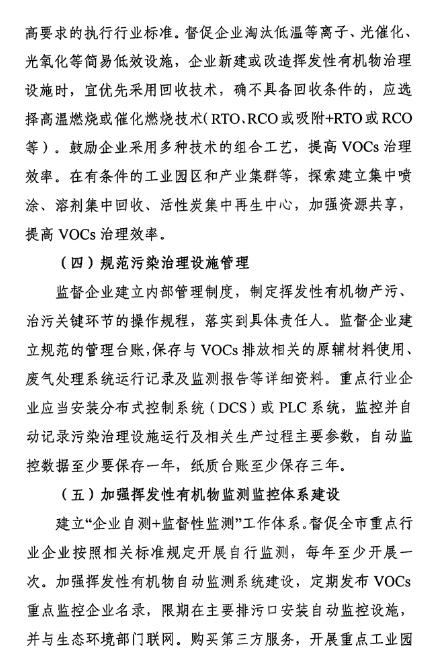 高要求的执行行业标准。督促企业淘汰低温等离子、光催化、
光氧化等简易低效设施，企业新建或改造挥发性有机物治理
设施时，宜优先采用回收技术，确不具备回收条件的，应选
择高温燃烧或催化燃烧技术（RTO、RCO或吸附+RTO或RCO
等）。鼓励企业采用多种技术的组合工艺，提高VOCs治理
效率。在有条件的工业园区和产业集群等，探索建立集中喷
涂、溶剂集中回收、活性炭集中再生中心，加强资源共享，
提高VOCs治理效率。
（四）规范污染治理设施管理
监督企业建立内部管理制度，制定挥发性有机物产污、
治污关键环节的操作规程，落实到具体责任人。监督企业建
立规范的管理台账，保存与VOCs排放相关的原辅材料使用、
废气处理系统运行记录及监测报告等详细资料。重点行业企
业应当安装分布式控制系统（DCS）或PLC系统，监控并自
动记录污染治理设施运行及相关生产过程主要参数，自动监
控数据至少要保存一年，纸质台账至少保存三年。
（五）加强挥发性有机物监测监控体系建设
建立“企业自测+监督性监测”工作体系。督促全市重点行
业企业按照相关标准规定开展自行监测，每年至少开展一
次。加强挥发性有机物自动监测系统建设，定期发布VOCs
重点监控企业名录，限期在主要排污口安装自动监控设施，
并与生态环境部门联网。购买第三方服务，开展重点工业园